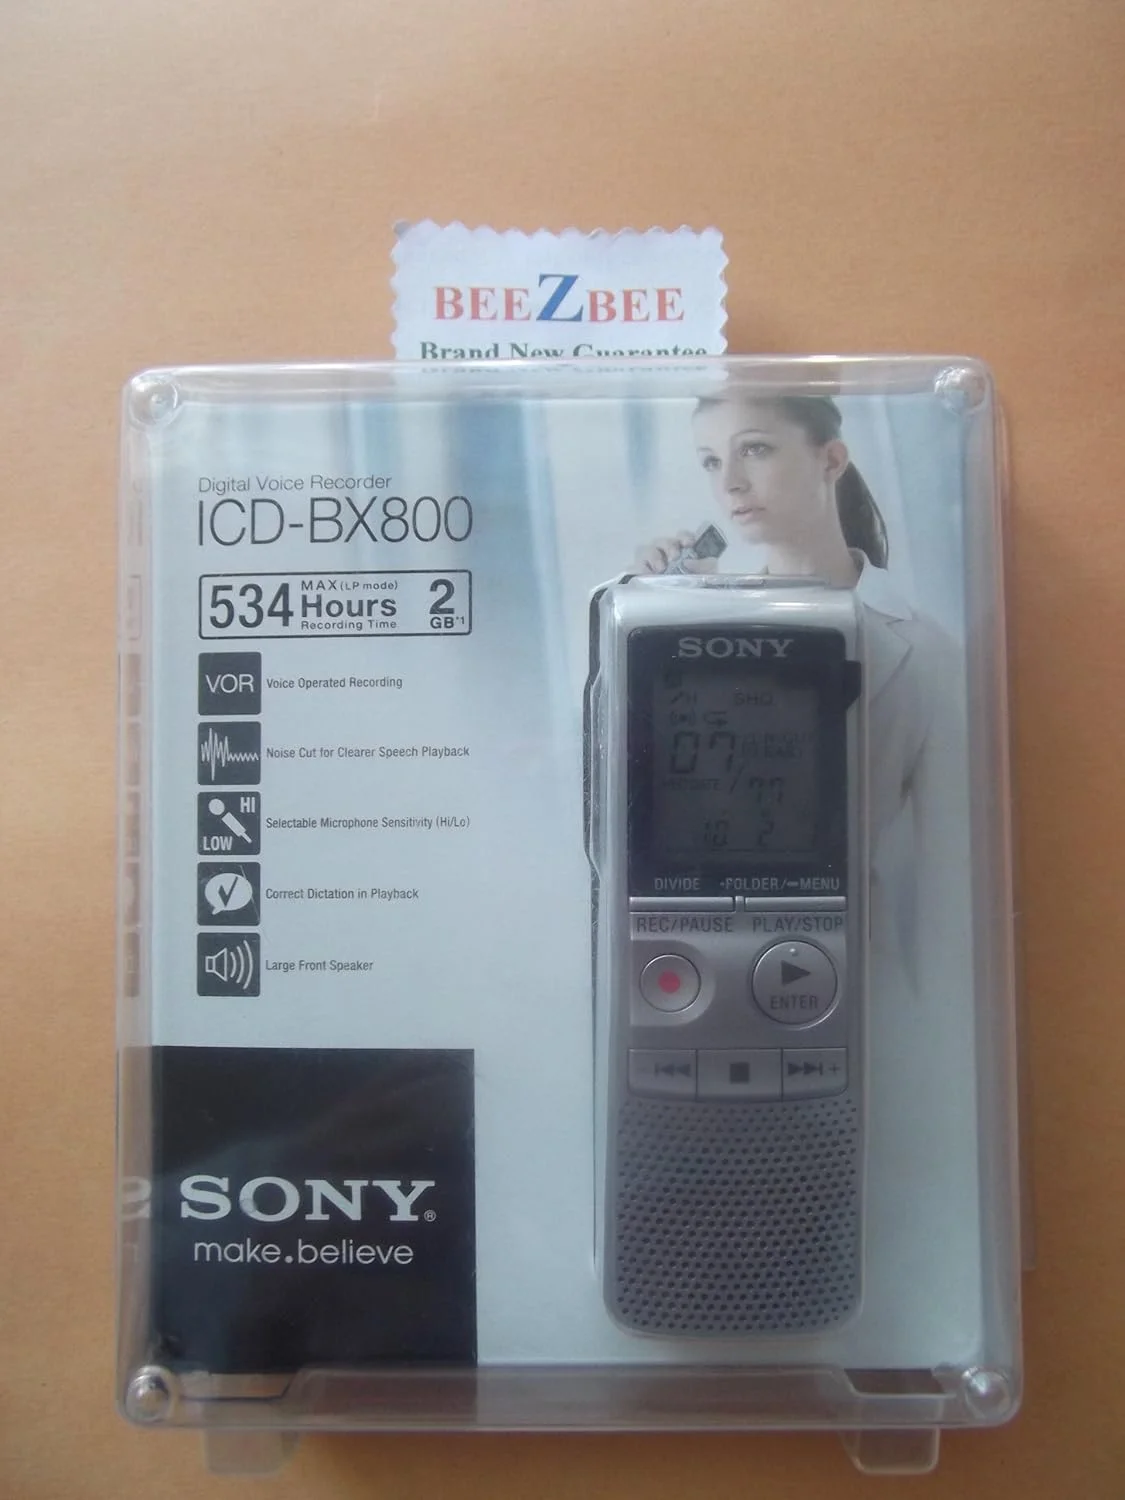 BEEZBEE
Brand New Guarantee
Digital Voice Recorder
ICD-BX800
534 MAX (LP mode) Hours Recording Time 2 GB*1
VOR Voice Operated Recording
Noise Cut for Clearer Speech Playback
HI LOW Selectable Microphone Sensitivity (Hi/Lo)
Correct Dictation in Playback
Large Front Speaker
SONY®
make.believe
SONY
SHQ
07
DIVIDE •FOLDER/━MENU
REC/PAUSE PLAY/STOP
ENTER